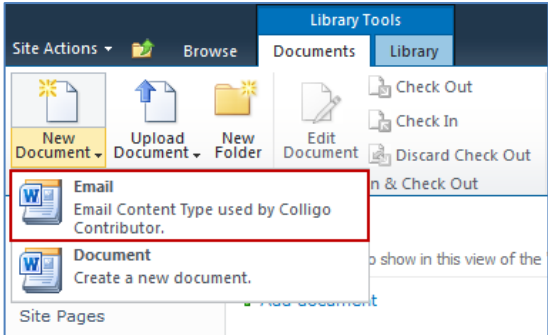 Library Tools
Site Actions Browse Documents Library
New Document Upload Document New Folder Edit Document Check Out
Check In
Discard Check Out
n & Check Out
Email
Email Content Type used by Colligo
Contributor.
Document
Create a new document.
o show in this view of the "
Add document
Site Pages